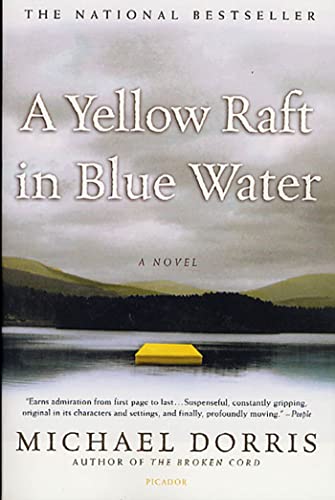 THE NATIONAL BESTSELLER
A Yellow Raft
in Blue Water
A NOVEL
"Earns admiration from first page to last...Suspenseful, constantly gripping,
original in its characters and settings, and finally, profoundly moving." –People
MICHAEL DORRIS
AUTHOR OF THE BROKEN CORD
PICADOR